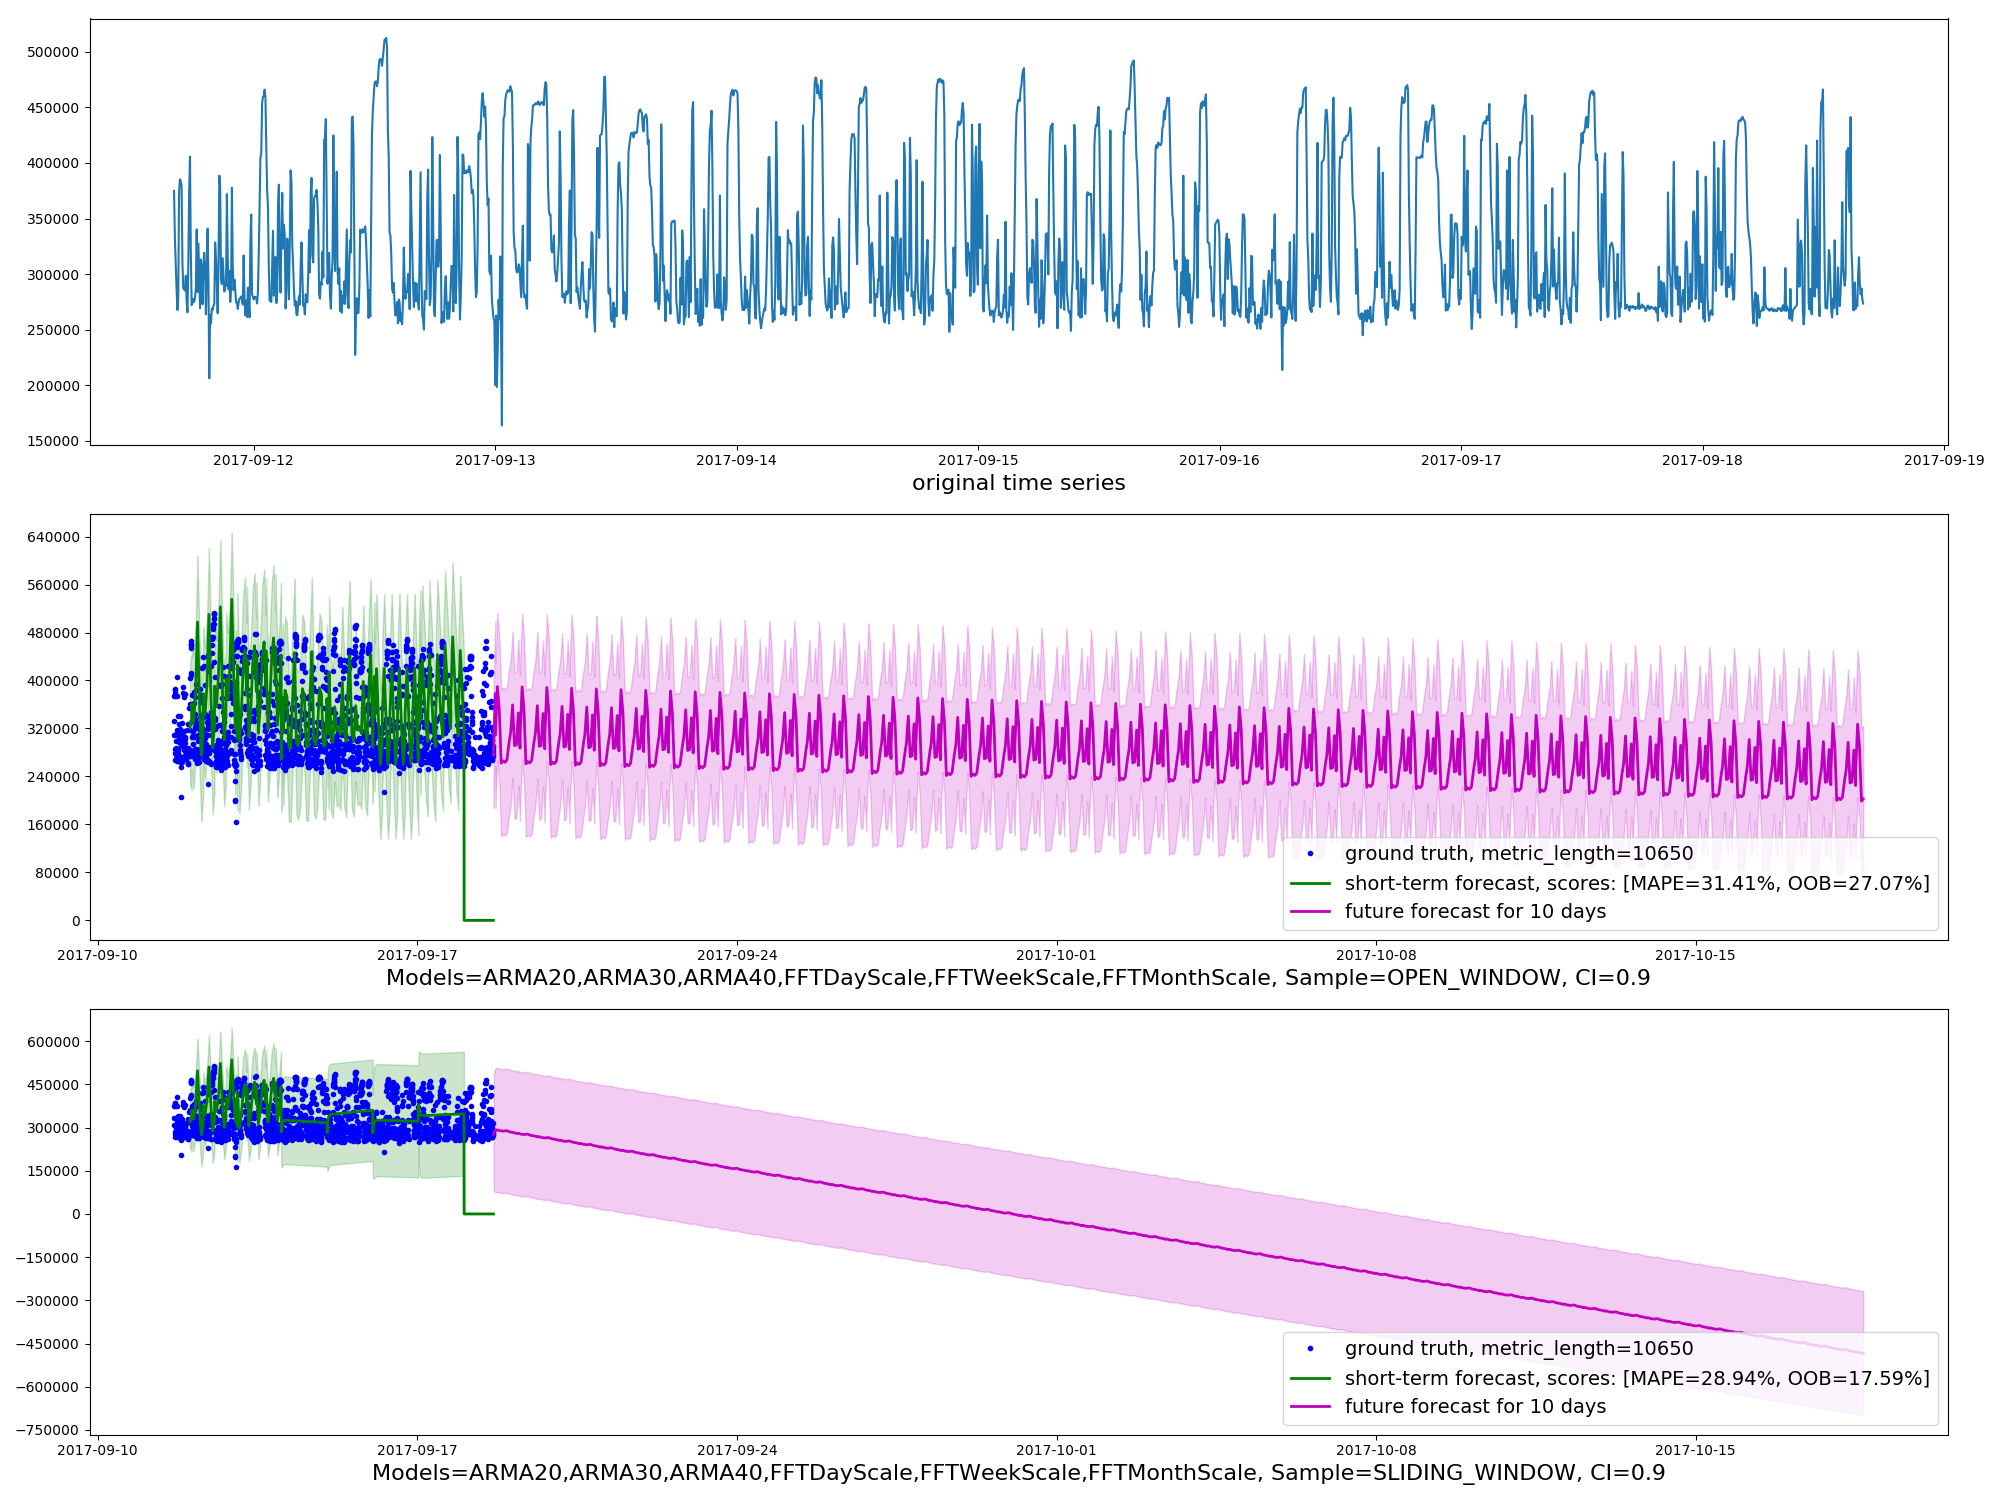 500000
450000
400000
350000
300000
250000
200000
150000
2017-09-12 2017-09-13 2017-09-14 2017-09-15 2017-09-16 2017-09-17 2017-09-18 2017-09-19
original time series
640000
560000
480000
400000
320000
240000
160000
80000
0
ground truth, metric_length=10650
short-term forecast, scores: [MAPE=31.41%, OOB=27.07%]
future forecast for 10 days
2017-09-10 2017-09-17 2017-09-24 2017-10-01 2017-10-08 2017-10-15
Models=ARMA20,ARMA30,ARMA40,FFTDayScale,FFTWeekScale,FFTMonthScale, Sample=OPEN_WINDOW, CI=0.9
600000
450000
300000
150000
0
−150000
−300000
−450000
−600000
−750000
ground truth, metric_length=10650
short-term forecast, scores: [MAPE=28.94%, OOB=17.59%]
future forecast for 10 days
2017-09-10 2017-09-17 2017-09-24 2017-10-01 2017-10-08 2017-10-15
Models=ARMA20,ARMA30,ARMA40,FFTDayScale,FFTWeekScale,FFTMonthScale, Sample=SLIDING_WINDOW, CI=0.9